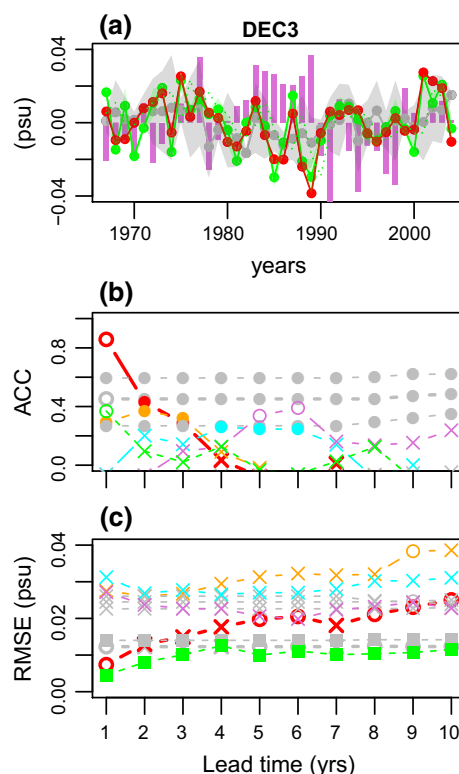 (a) DEC3
0.04
0.00
−0.04
(psu)
1970 1980 1990 2000
years
(b)
0.8
0.4
0.0
ACC
(c)
0.04
0.02
0.00
RMSE (psu)
1 2 3 4 5 6 7 8 9 10
Lead time (yrs)